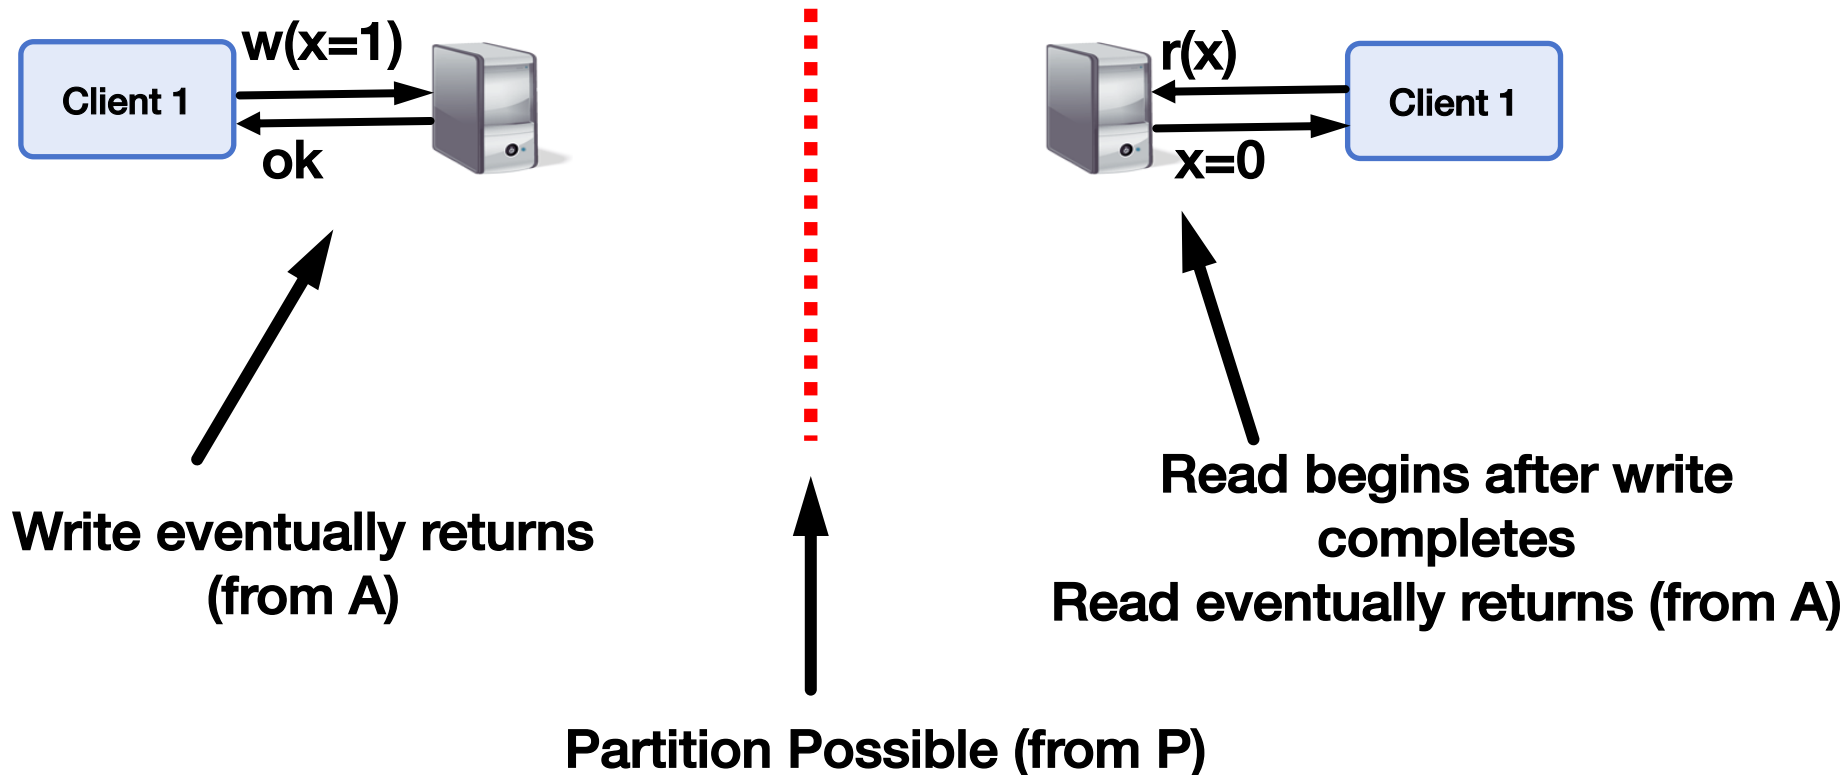 w(x=1)
Client 1
ok
r(x)
Client 1
x=0
Write eventually returns
(from A)
Read begins after write
completes
Read eventually returns (from A)
Partition Possible (from P)